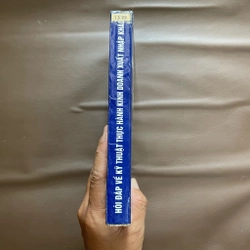 HỎI ĐÁP VỀ KỸ THUẬT THỰC HÀNH KINH DOANH XUẤT NHẬP KHẨU